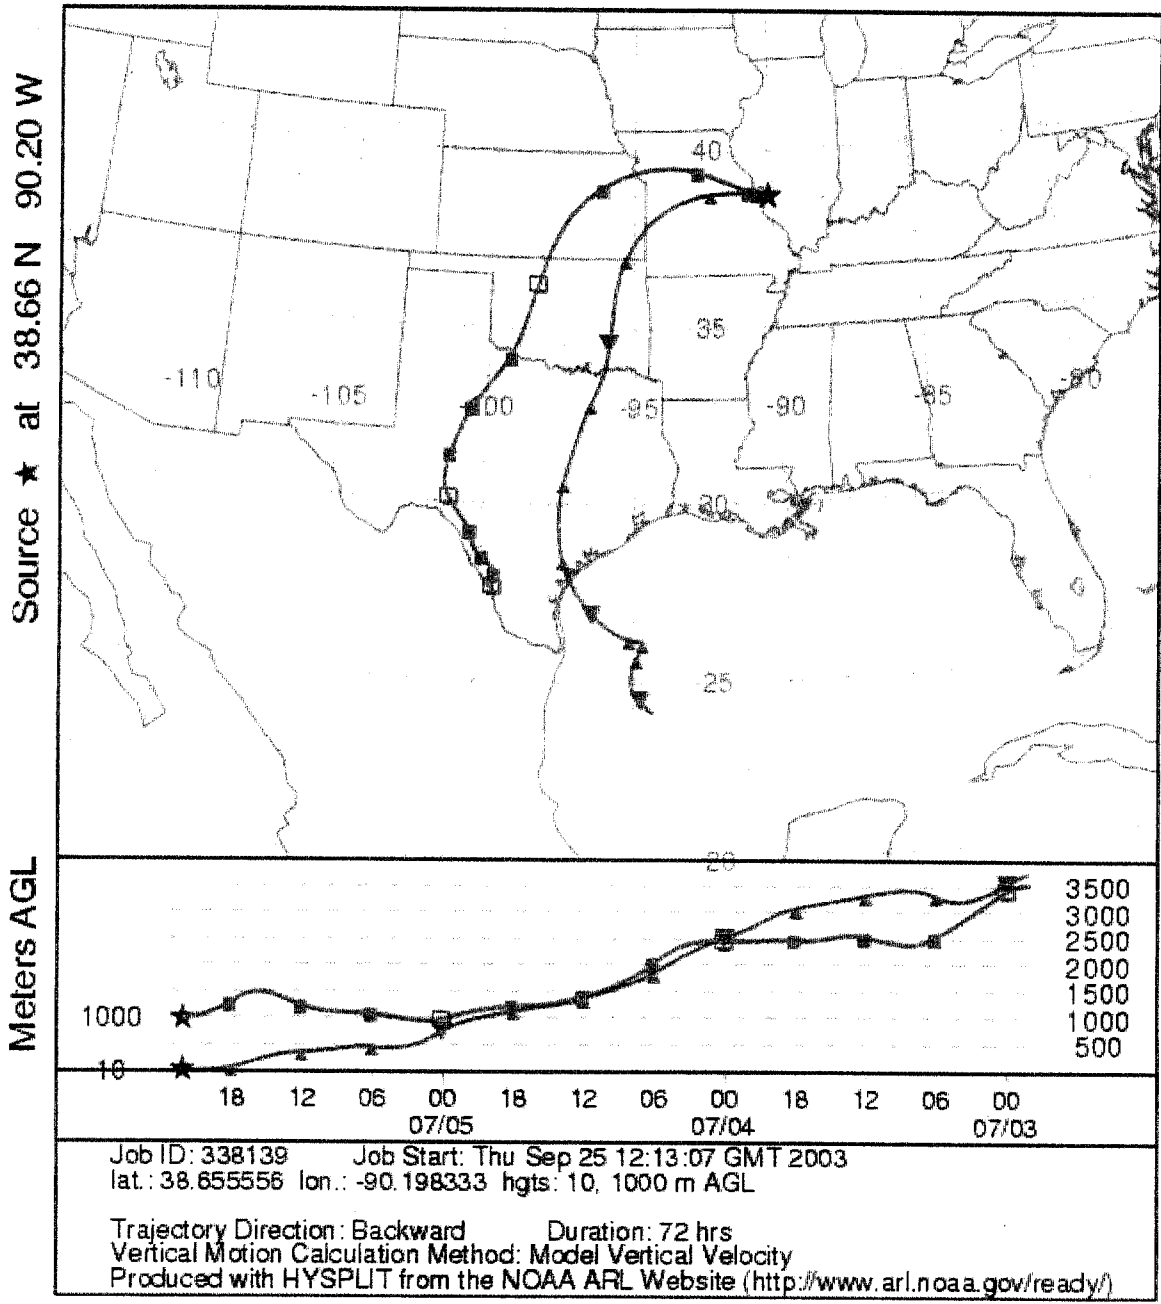 Source ★ at 38.66 N 90.20 W
40
35
-110
-105
-100
-95
-90
-85
-80
30
25
20
Meters AGL
3500
3000
2500
2000
1500
1000
1000
500
10
18 12 06 00 18 12 06 00 18 12 06 00
07/05 07/04 07/03
Job ID: 338139 Job Start: Thu Sep 25 12:13:07 GMT 2003
lat.: 38.655556 lon.: -90.198333 hgts: 10, 1000 m AGL
Trajectory Direction: Backward Duration: 72 hrs
Vertical Motion Calculation Method: Model Vertical Velocity
Produced with HYSPLIT from the NOAA ARL Website (http://www.arl.noaa.gov/ready/)